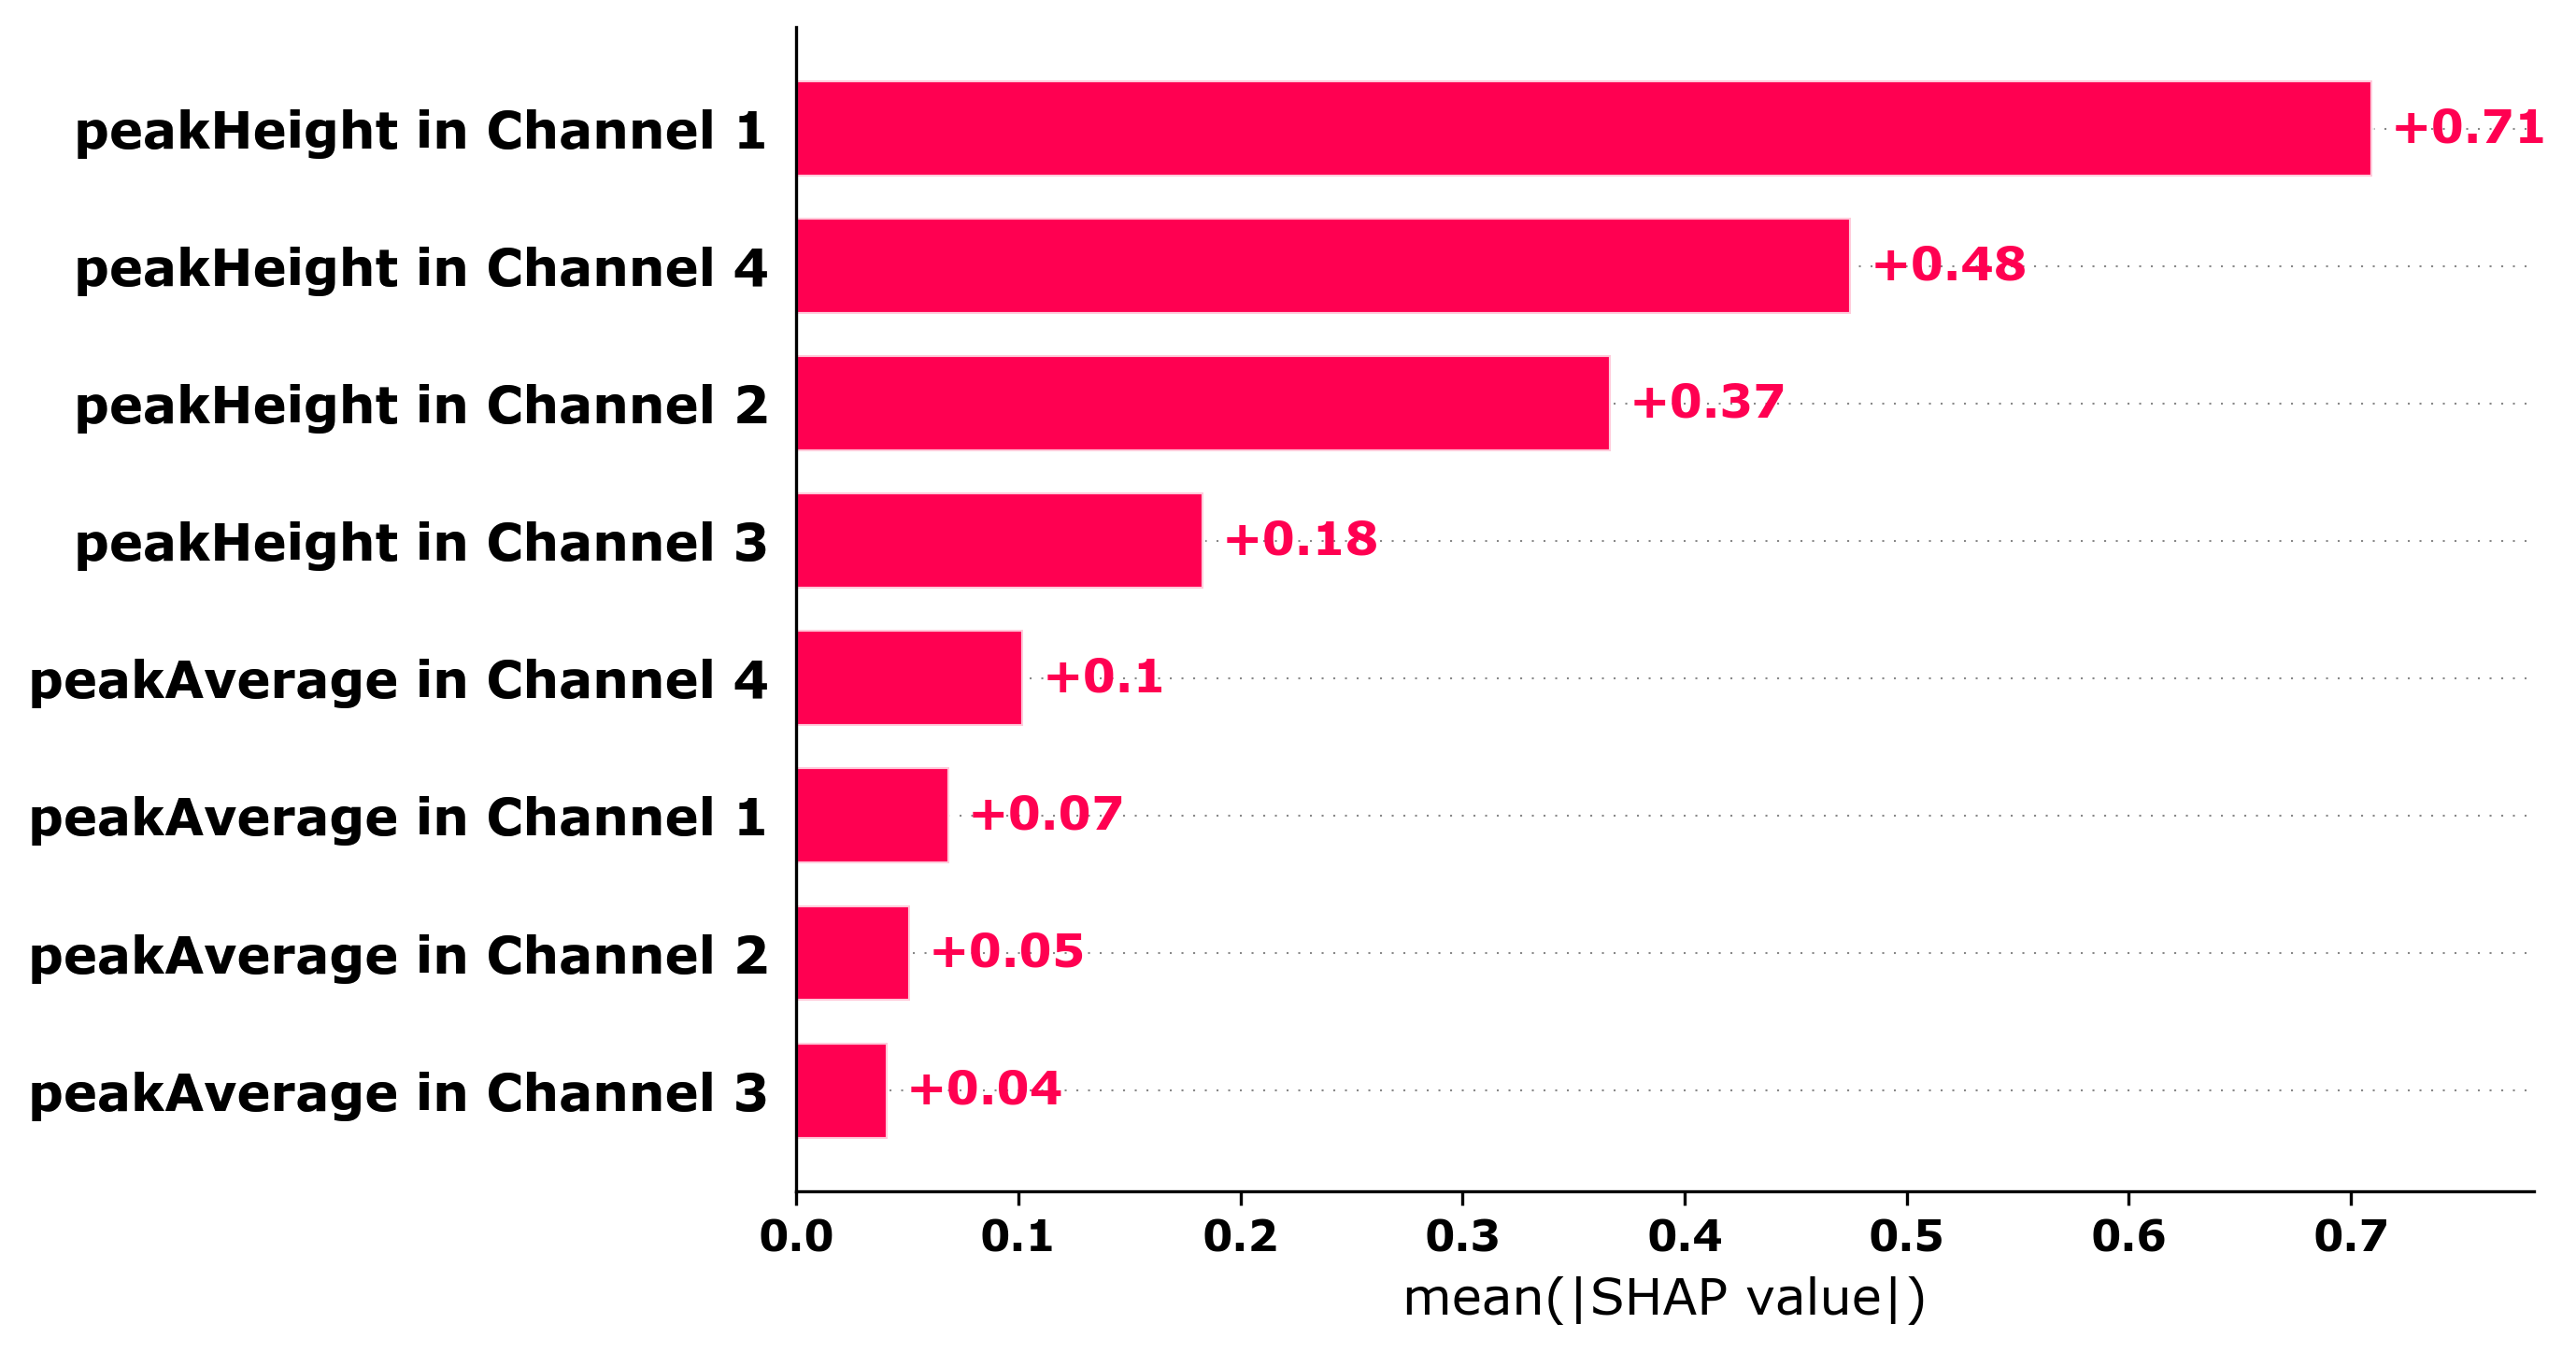 peakHeight in Channel 1 +0.71
peakHeight in Channel 4 +0.48
peakHeight in Channel 2 +0.37
peakHeight in Channel 3 +0.18
peakAverage in Channel 4 +0.1
peakAverage in Channel 1 +0.07
peakAverage in Channel 2 +0.05
peakAverage in Channel 3 +0.04
0.0 0.1 0.2 0.3 0.4 0.5 0.6 0.7
mean(|SHAP value|)